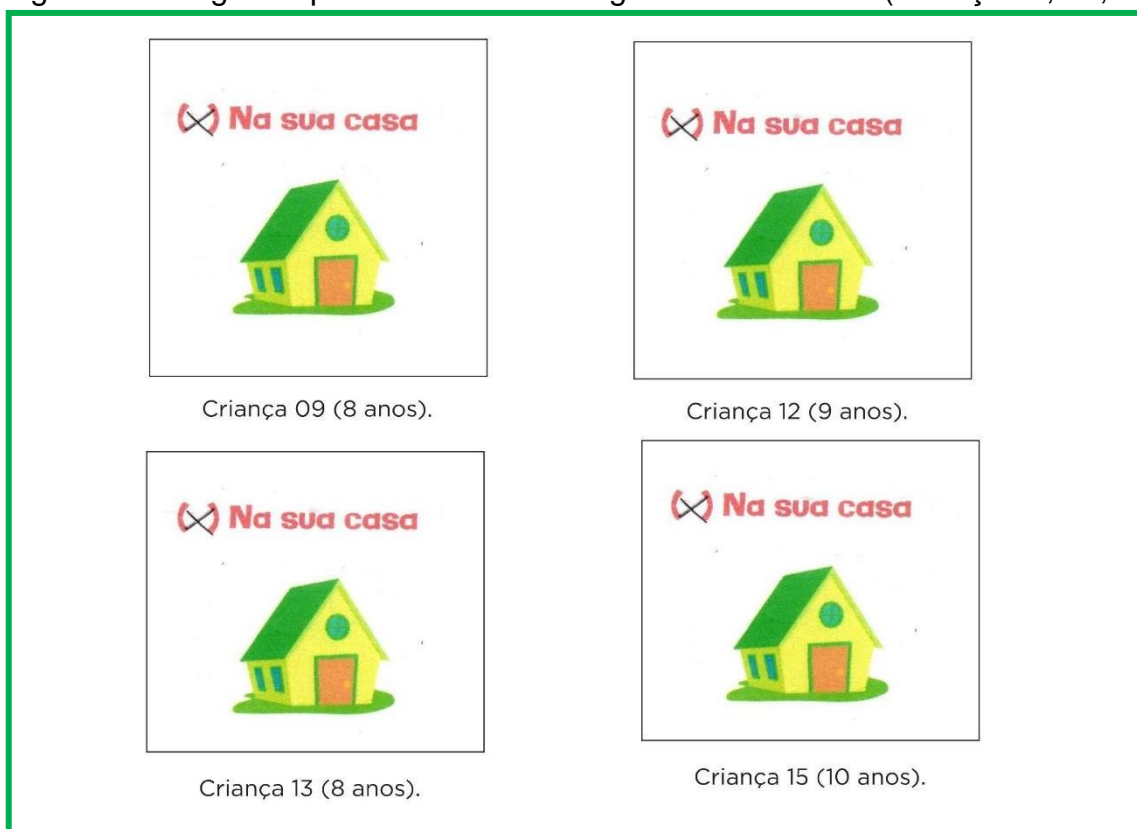 (X) Na sua casa
Criança 09 (8 anos).
(X) Na sua casa
Criança 12 (9 anos).
(X) Na sua casa
Criança 13 (8 anos).
(X) Na sua casa
Criança 15 (10 anos).